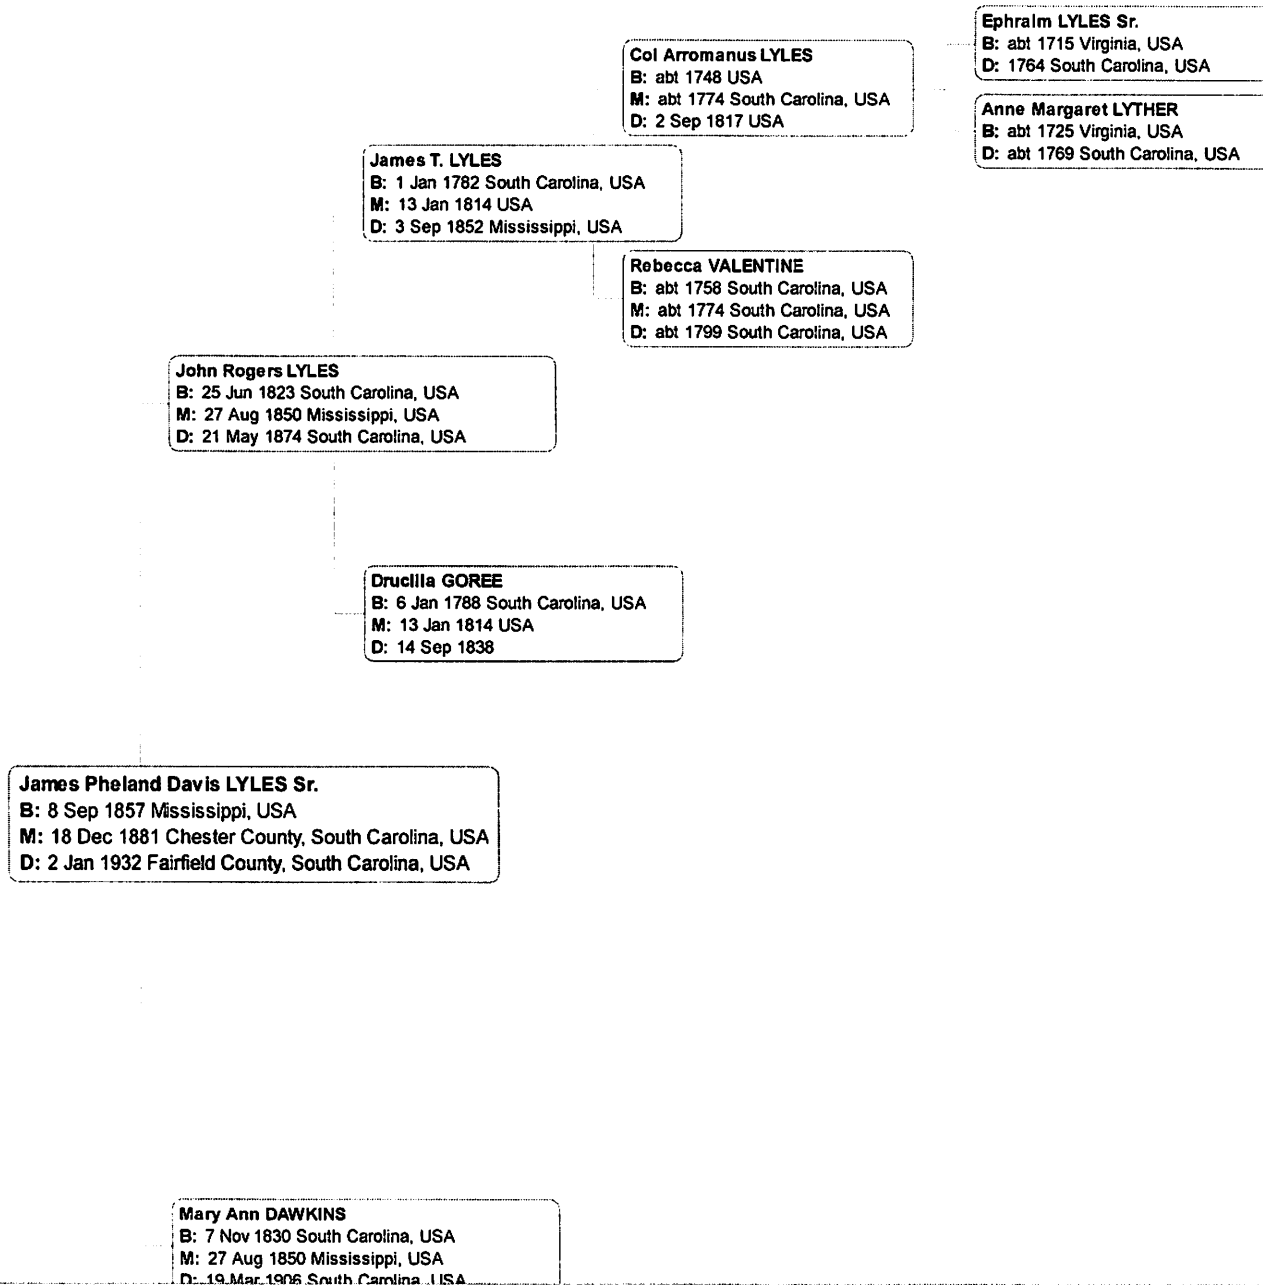 Ephraim LYLES Sr.
B: abt 1715 Virginia, USA
D: 1764 South Carolina, USA
Col Arromanus LYLES
B: abt 1748 USA
M: abt 1774 South Carolina, USA
D: 2 Sep 1817 USA
Anne Margaret LYTHER
B: abt 1725 Virginia, USA
D: abt 1769 South Carolina, USA
James T. LYLES
B: 1 Jan 1782 South Carolina, USA
M: 13 Jan 1814 USA
D: 3 Sep 1852 Mississippi, USA
Rebecca VALENTINE
B: abt 1758 South Carolina, USA
M: abt 1774 South Carolina, USA
D: abt 1799 South Carolina, USA
John Rogers LYLES
B: 25 Jun 1823 South Carolina, USA
M: 27 Aug 1850 Mississippi, USA
D: 21 May 1874 South Carolina, USA
Drucilla GOREE
B: 6 Jan 1788 South Carolina, USA
M: 13 Jan 1814 USA
D: 14 Sep 1838
James Pheland Davis LYLES Sr.
B: 8 Sep 1857 Mississippi, USA
M: 18 Dec 1881 Chester County, South Carolina, USA
D: 2 Jan 1932 Fairfield County, South Carolina, USA
Mary Ann DAWKINS
B: 7 Nov 1830 South Carolina, USA
M: 27 Aug 1850 Mississippi, USA
D: 19 Mar 1906 South Carolina, USA